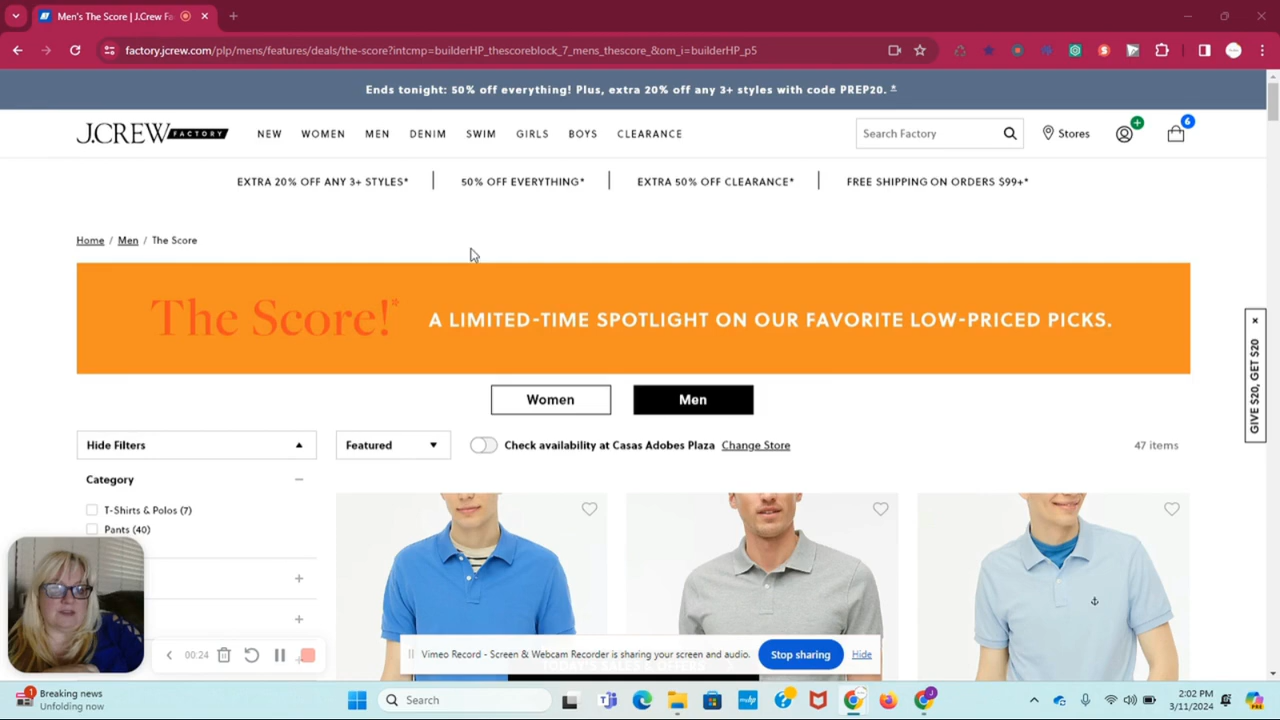 Men's The Score | J.Crew Fa
factory.jcrew.com/plp/mens/features/deals/the-score?intcmp=builderHP_thescoreblock_7_mens_thescore_&om_i=builderHP_p5
Ends tonight: 50% off everything! Plus, extra 20% off any 3+ styles with code PREP20. *
J.CREW FACTORY
NEW WOMEN MEN DENIM SWIM GIRLS BOYS CLEARANCE
Search Factory
Stores
6
EXTRA 20% OFF ANY 3+ STYLES*
50% OFF EVERYTHING*
EXTRA 50% OFF CLEARANCE*
FREE SHIPPING ON ORDERS $99+*
Home / Men / The Score
The Score!*
A LIMITED-TIME SPOTLIGHT ON OUR FAVORITE LOW-PRICED PICKS.
GIVE $20, GET $20
Women
Men
Hide Filters
Featured
Check availability at Casas Adobes Plaza Change Store
47 items
Category
T-Shirts & Polos (7)
Pants (40)
00:24
Vimeo Record - Screen & Webcam Recorder is sharing your screen and audio.
Stop sharing
Hide
TODAY'S SALES & OFFERS
1
Breaking news
Unfolding now
Search
2:02 PM
3/11/2024